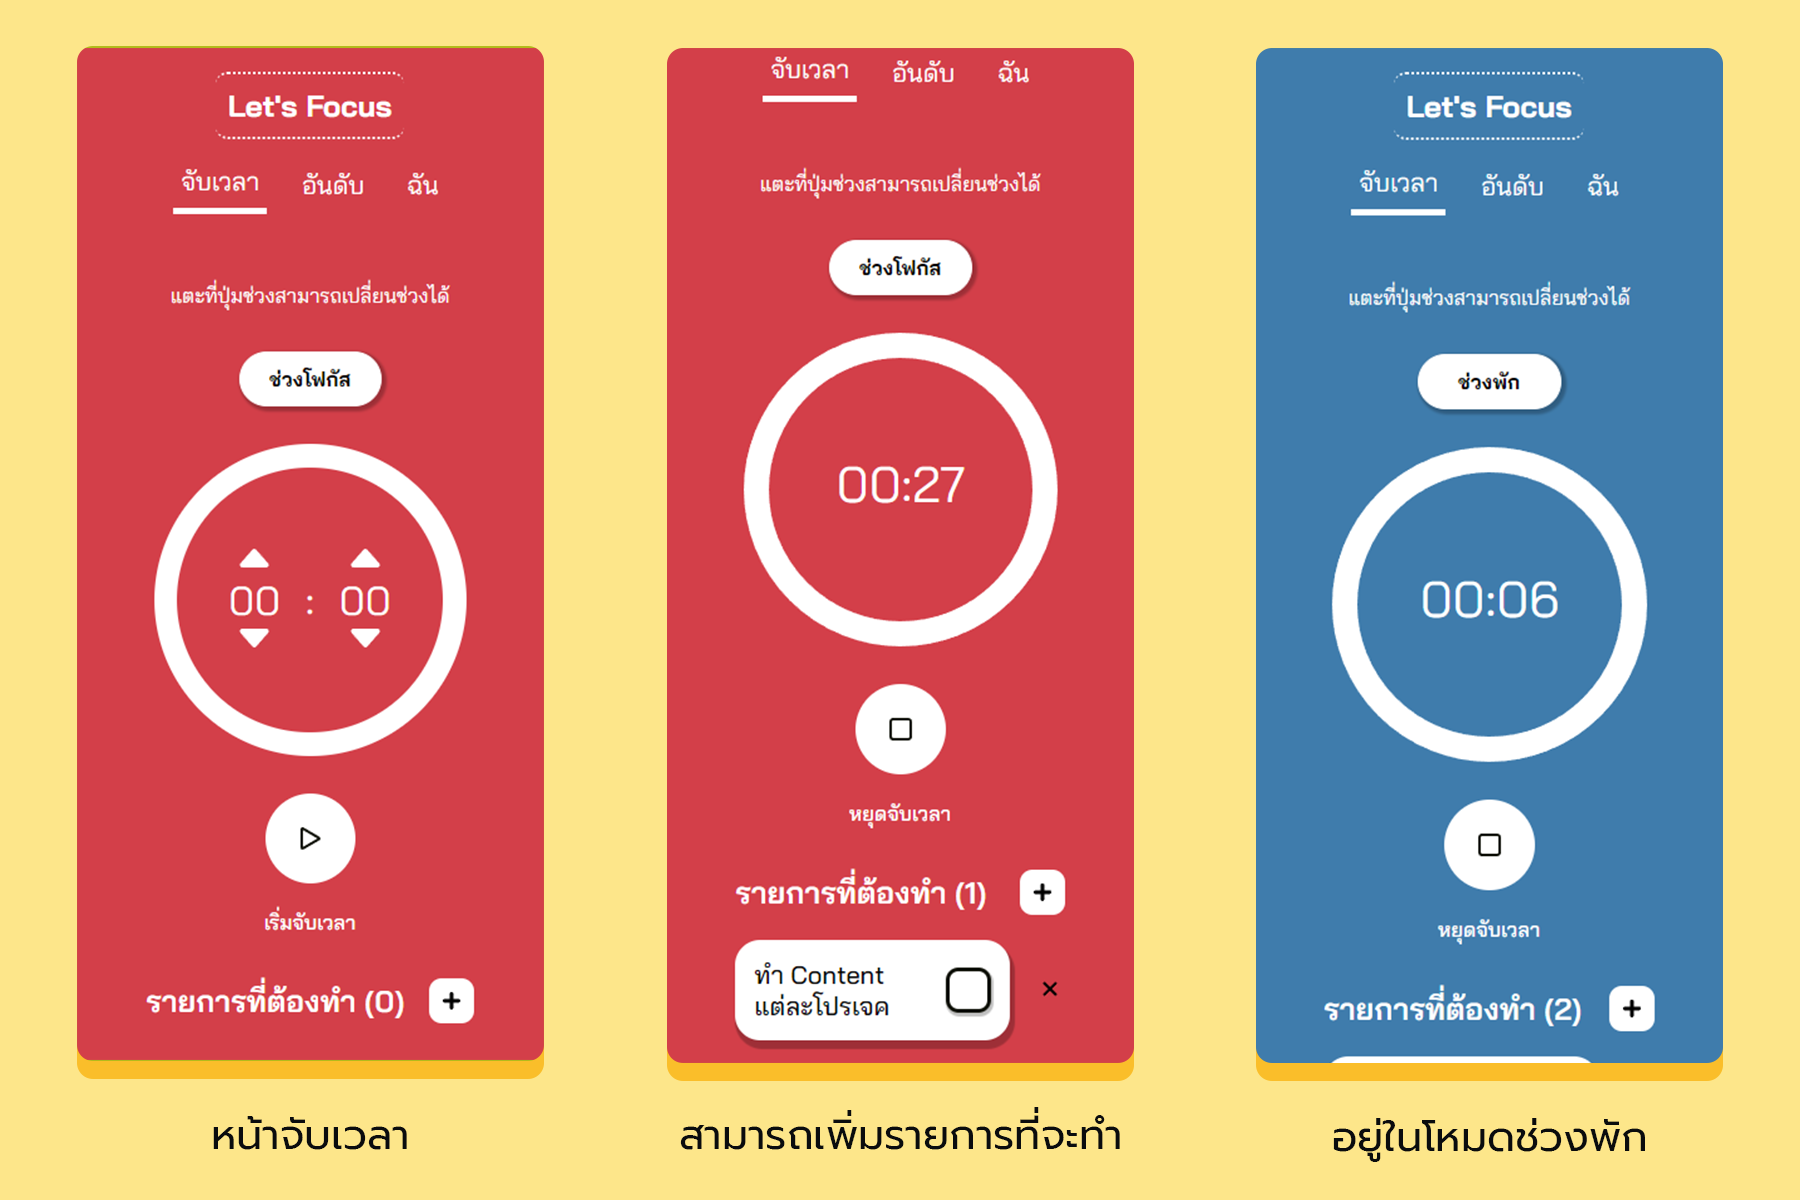 Let's Focus
จับเวลา อันดับ ฉัน
แตะที่ปุ่มช่วงสามารถเปลี่ยนช่วงได้
ช่วงโฟกัส
00 : 00
เริ่มจับเวลา
รายการที่ต้องทำ (0) +
หน้าจับเวลา
จับเวลา อันดับ ฉัน
แตะที่ปุ่มช่วงสามารถเปลี่ยนช่วงได้
ช่วงโฟกัส
00:27
หยุดจับเวลา
รายการที่ต้องทำ (1) +
ทำ Content
แต่ละโปรเจค
×
สามารถเพิ่มรายการที่จะทำ
Let's Focus
จับเวลา อันดับ ฉัน
แตะที่ปุ่มช่วงสามารถเปลี่ยนช่วงได้
ช่วงพัก
00:06
หยุดจับเวลา
รายการที่ต้องทำ (2) +
อยู่ในโหมดช่วงพัก